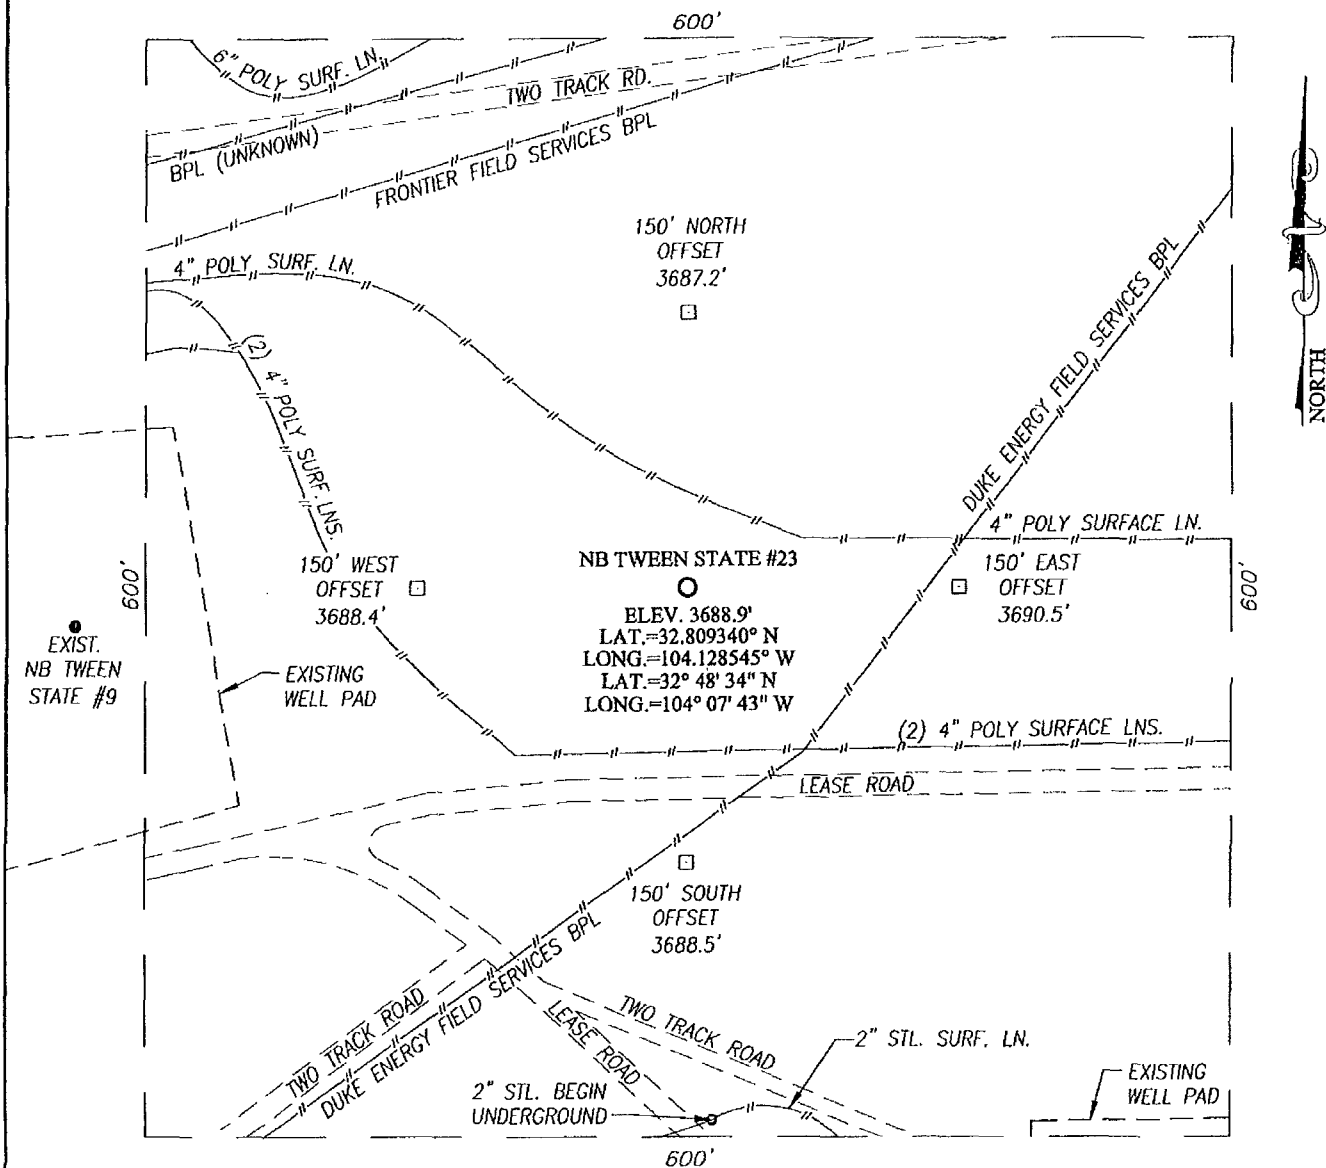 600'
6" POLY SURF. LN.
TWO TRACK RD.
BPL (UNKNOWN)
FRONTIER FIELD SERVICES BPL
150' NORTH
OFFSET
3687.2'
4" POLY SURF. LN.
DUKE ENERGY FIELD SERVICES BPL
NORTH
(2) 4" POLY SURF. LNS.
4" POLY SURFACE LN.
600'
150' WEST
OFFSET
3688.4'
NB TWEEN STATE #23
ELEV. 3688.9'
LAT.=32.809340° N
LONG.=104.128545° W
LAT.=32° 48' 34" N
LONG.=104° 07' 43" W
150' EAST
OFFSET
3690.5'
600'
EXIST.
NB TWEEN
STATE #9
EXISTING
WELL PAD
(2) 4" POLY SURFACE LNS.
LEASE ROAD
150' SOUTH
OFFSET
3688.5'
TWO TRACK ROAD
DUKE ENERGY FIELD SERVICES BPL
LEASE ROAD
TWO TRACK ROAD
2" STL. SURF. LN.
2" STL. BEGIN
UNDERGROUND
EXISTING
WELL PAD
600'